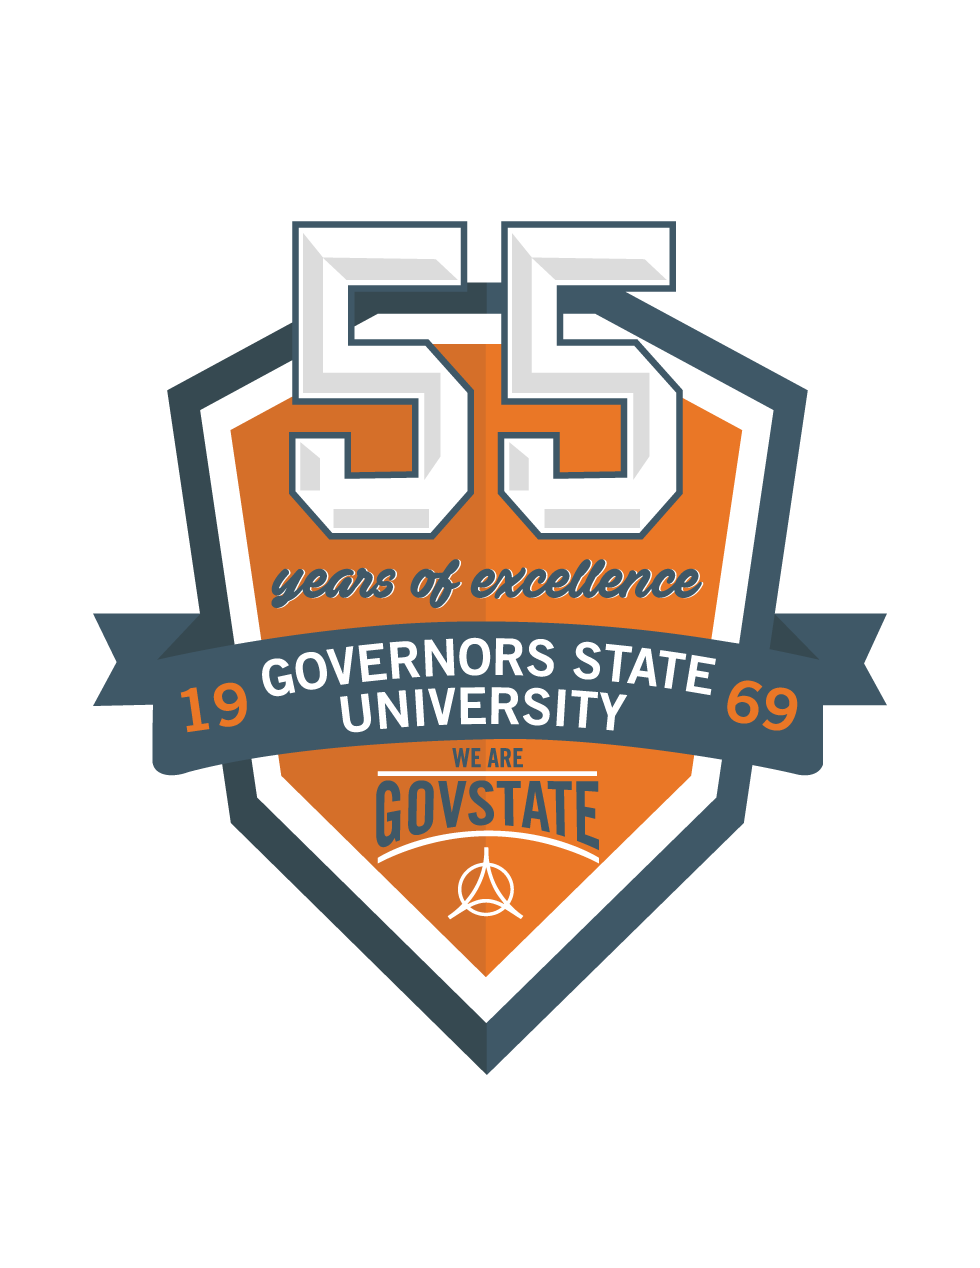 55
years of excellence
GOVERNORS STATE
UNIVERSITY
19 69
WE ARE
GOVSTATE